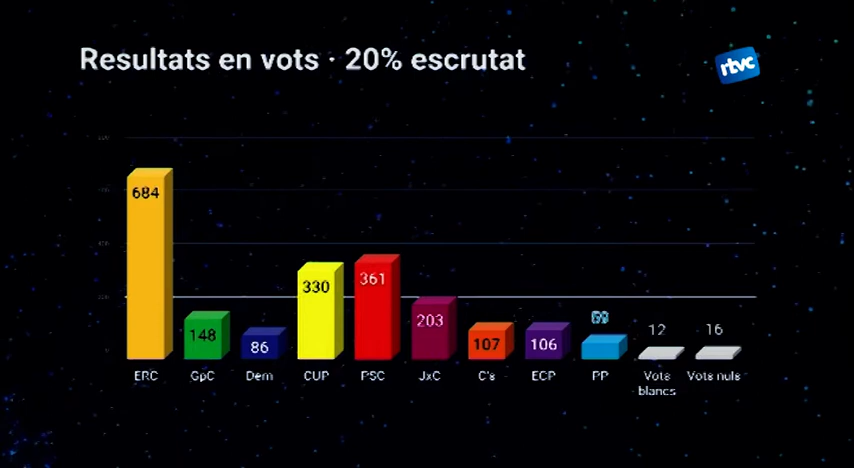 Resultats en vots · 20% escrutat
rtvc
684
148
86
330
361
203
107
106
12
16
ERC
GpC
Dem
CUP
PSC
JxC
C's
ECP
PP
Vots blancs
Vots nuls